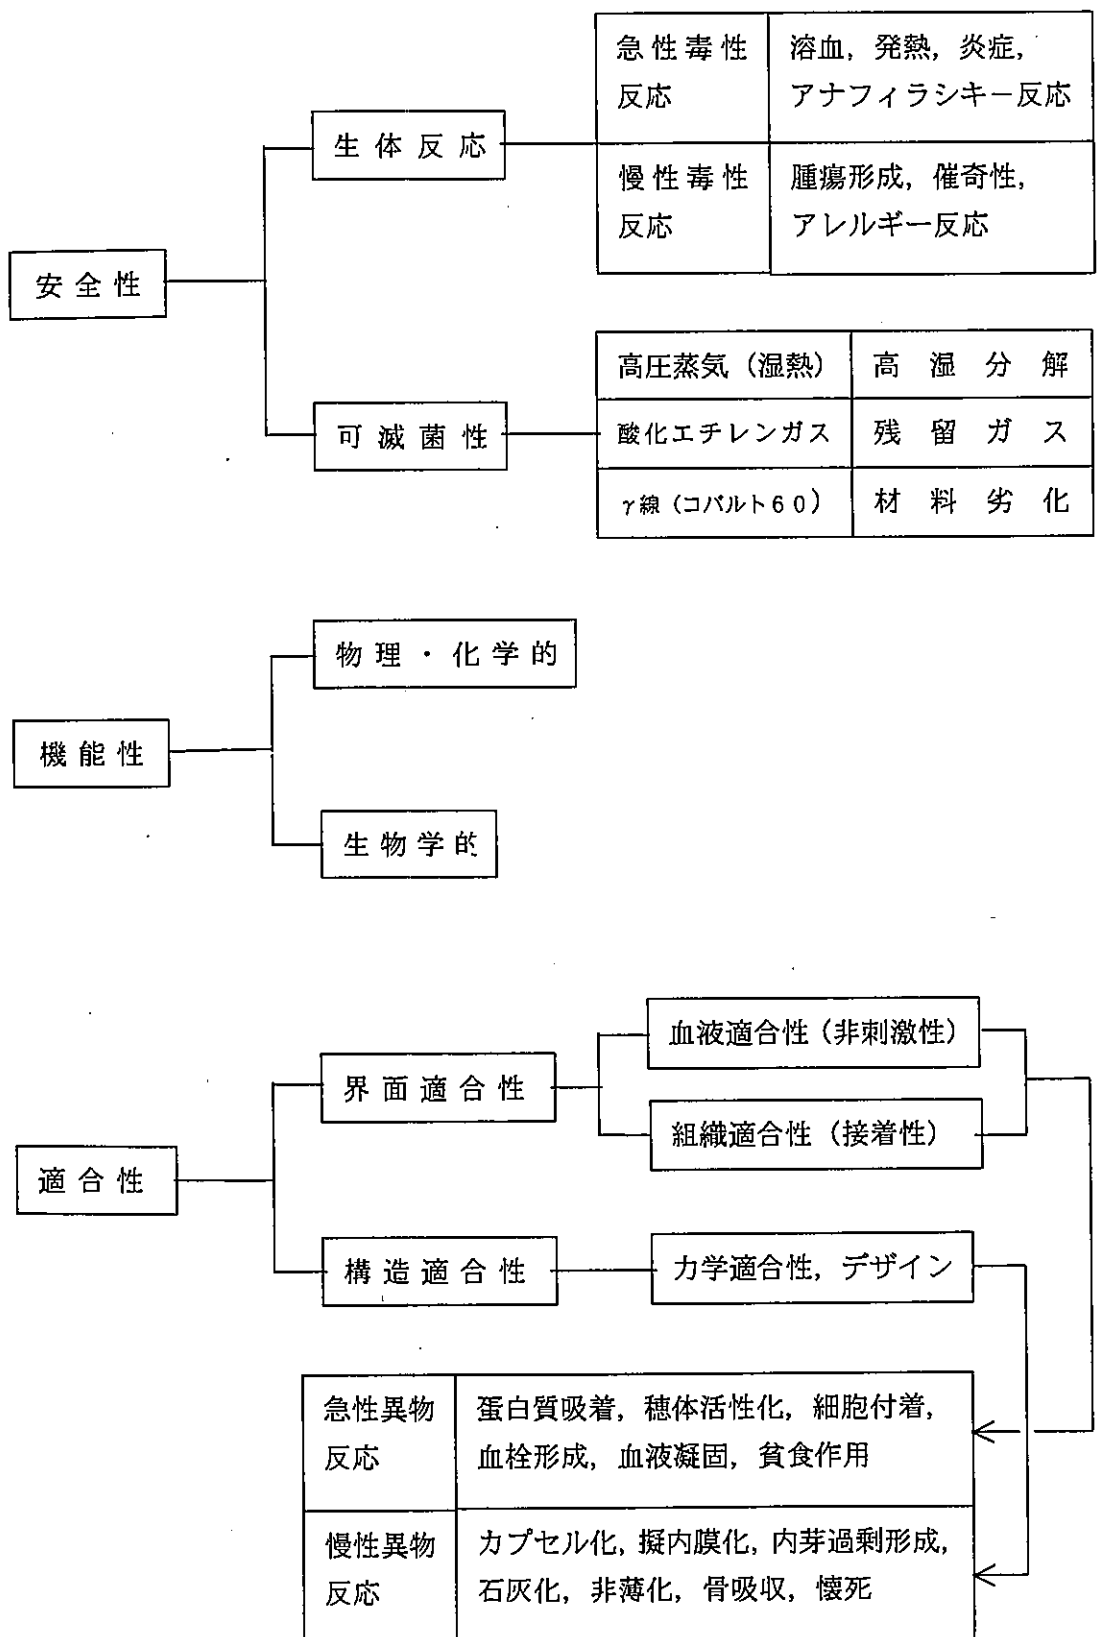 急性毒性
反応
溶血, 発熱, 炎症,
アナフィラシキー反応
生体反応
慢性毒性
反応
腫瘍形成, 催奇性,
アレルギー反応
安全性
高圧蒸気（湿熱）
高湿分解
可滅菌性
酸化エチレンガス
残留ガス
γ線（コバルト６０）
材料劣化
物理・化学的
機能性
生物学的
血液適合性（非刺激性）
界面適合性
組織適合性（接着性）
適合性
構造適合性
力学適合性, デザイン
急性異物
反応
蛋白質吸着, 穂体活性化, 細胞付着,
血栓形成, 血液凝固, 貧食作用
慢性異物
反応
カプセル化, 擬内膜化, 内芽過剰形成,
石灰化, 非薄化, 骨吸収, 懐死